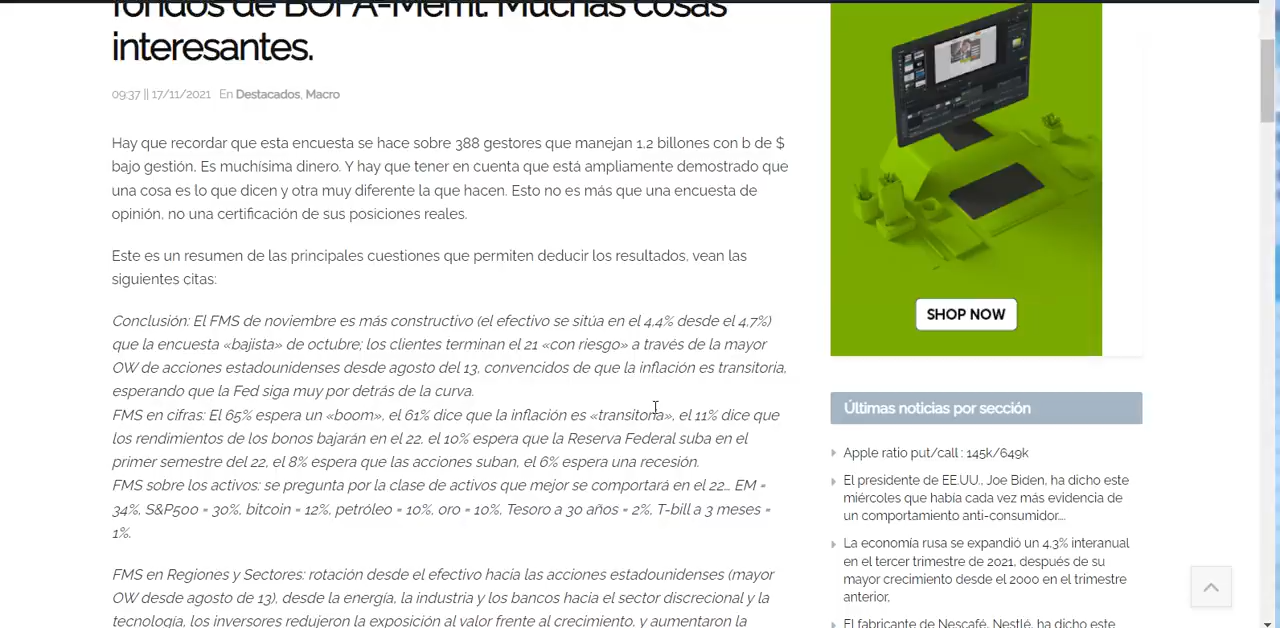 fondos de BOFA-Merril. Muchas cosas
interesantes.
09:37 || 17/11/2021 En Destacados, Macro
Hay que recordar que esta encuesta se hace sobre 388 gestores que manejan 1,2 billones con b de $
bajo gestión. Es muchísima dinero. Y hay que tener en cuenta que está ampliamente demostrado que
una cosa es lo que dicen y otra muy diferente la que hacen. Esto no es más que una encuesta de
opinión, no una certificación de sus posiciones reales.
Este es un resumen de las principales cuestiones que permiten deducir los resultados, vean las
siguientes citas:
Conclusión: El FMS de noviembre es más constructivo (el efectivo se sitúa en el 4,4% desde el 4,7%)
que la encuesta «bajista» de octubre; los clientes terminan el 21 «con riesgo» a través de la mayor
OW de acciones estadounidenses desde agosto del 13, convencidos de que la inflación es transitoria,
esperando que la Fed siga muy por detrás de la curva.
FMS en cifras: El 65% espera un «boom», el 61% dice que la inflación es «transitoria», el 11% dice que
los rendimientos de los bonos bajarán en el 22. el 10% espera que la Reserva Federal suba en el
primer semestre del 22, el 8% espera que las acciones suban, el 6% espera una recesión.
FMS sobre los activos: se pregunta por la clase de activos que mejor se comportará en el 22... EM =
34%, S&P500 = 30%, bitcoin = 12%, petróleo = 10%, oro = 10%, Tesoro a 30 años = 2%, T-bill a 3 meses =
1%.
FMS en Regiones y Sectores: rotación desde el efectivo hacia las acciones estadounidenses (mayor
OW desde agosto de 13), desde la energía, la industria y los bancos hacia el sector discrecional y la
tecnología, los inversores redujeron la exposición al valor frente al crecimiento, y aumentaron la
SHOP NOW
Últimas noticias por sección
Apple ratio put/call : 145k/649k
El presidente de EE.UU., Joe Biden, ha dicho este
miércoles que había cada vez más evidencia de
un comportamiento anti-consumidor....
La economía rusa se expandió un 4,3% interanual
en el tercer trimestre de 2021, después de su
mayor crecimiento desde el 2000 en el trimestre
anterior,
El fabricante de Nescafé, Nestlé, ha dicho este